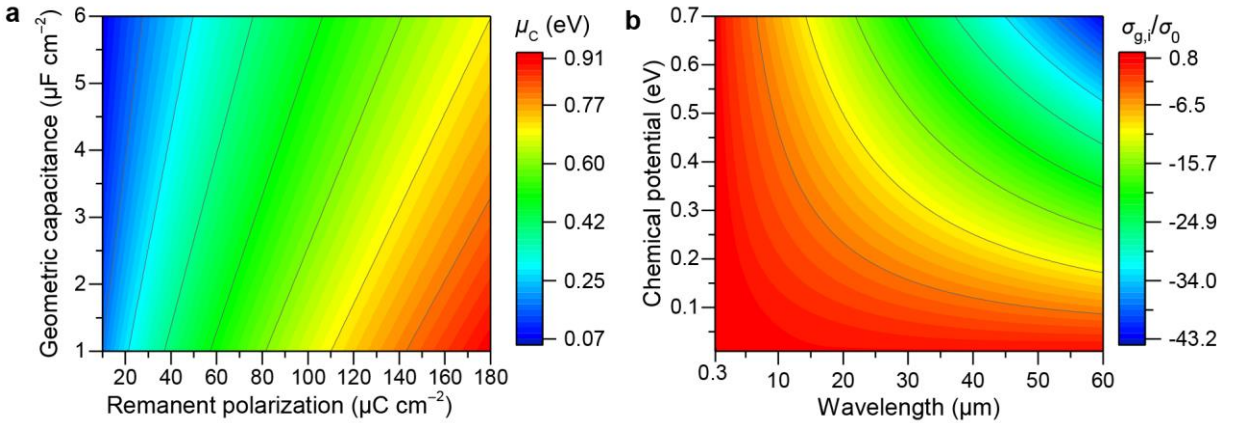 a
Geometric capacitance (μF cm⁻²)
6
5
4
3
2
1
20 40 60 80 100 120 140 160 180
Remanent polarization (μC cm⁻²)
μC (eV)
0.91
0.77
0.60
0.42
0.25
0.07
b
Chemical potential (eV)
0.7
0.6
0.5
0.4
0.3
0.2
0.1
0.3 10 20 30 40 50 60
Wavelength (μm)
σg,i/σ0
0.8
-6.5
-15.7
-24.9
-34.0
-43.2